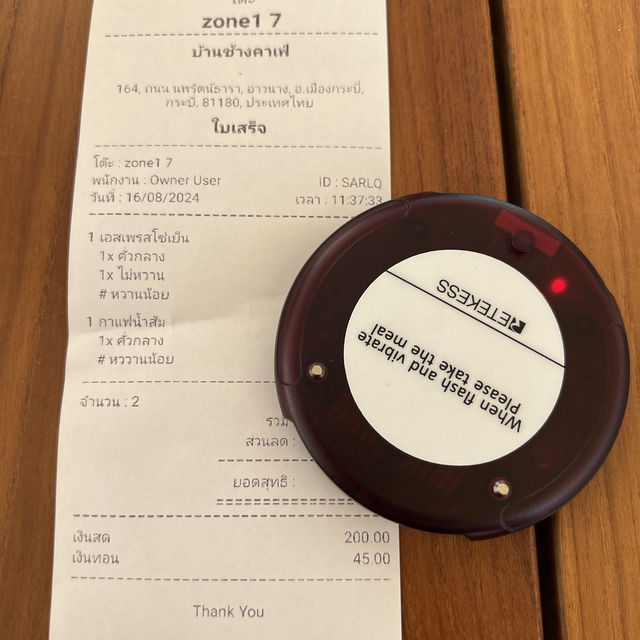 โต๊ะ
zone1 7
บ้านช้างคาเฟ่
164, ถนน นพรัตน์ธารา, อ่าวนาง, อ.เมืองกระบี่,
กระบี่, 81180, ประเทศไทย
ใบเสร็จ
โต๊ะ : zone1 7
พนักงาน : Owner User ID : SARLQ
วันที่ : 16/08/2024 เวลา : 11:37:33
1 เอสเพรสโซ่เย็น
1x คั่วกลาง
1x ไม่หวาน
# หวานน้อย
1 กาแฟน้ำส้ม
1x คั่วกลาง
# หววานน้อย
จำนวน : 2
รวม
ส่วนลด :
ยอดสุทธิ :
เงินสด 200.00
เงินทอน 45.00
Thank You
RETEKESS
When flash and vibrate
Please take the meal